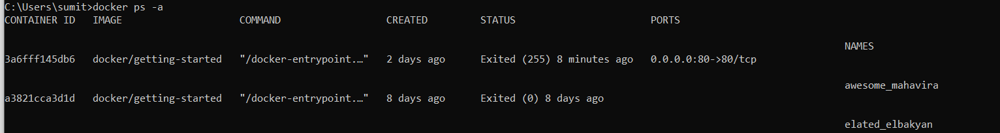 C:\Users\sumit>docker ps -a
CONTAINER ID   IMAGE                    COMMAND                  CREATED         STATUS                       PORTS
NAMES
3a6fff145db6   docker/getting-started   "/docker-entrypoint.…"   2 days ago      Exited (255) 8 minutes ago   0.0.0.0:80->80/tcp
awesome_mahavira
a3821cca3d1d   docker/getting-started   "/docker-entrypoint.…"   8 days ago      Exited (0) 8 days ago
elated_elbakyan